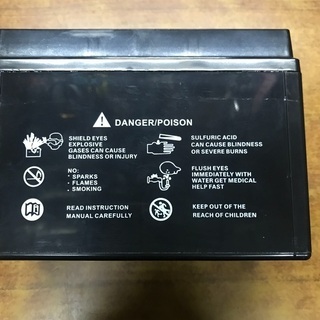 DANGER/POISON
SHIELD EYES
EXPLOSIVE
GASES CAN CAUSE
BLINDNESS OR INJURY
SULFURIC ACID
CAN CAUSE BLINDNESS
OR SEVERE BURNS
NO:
• SPARKS
• FLAMES
• SMOKING
FLUSH EYES
IMMEDIATELY WITH
WATER GET MEDICAL
HELP FAST
READ INSTRUCTION
MANUAL CAREFULLY
KEEP OUT OF THE
REACH OF CHILDREN